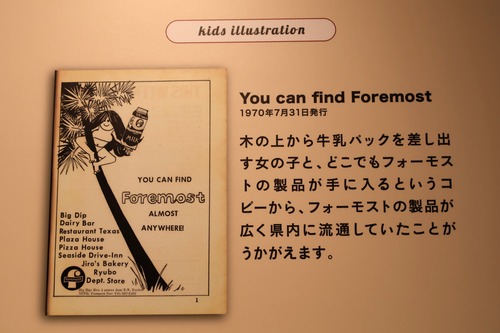 kids illustration
You can find Foremost
1970年7月31日発行
木の上から牛乳パックを差し出
す女の子と、どこでもフォーモス
トの製品が手に入るというコ
ピーから、フォーモストの製品が
広く県内に流通していたことが
うかがえます。
MILK
YOU CAN FIND
Foremost
ALMOST
ANYWHERE!
Big Dip
Dairy Bar
Restaurant Texas
Plaza House
Pizza House
Seaside Drive-Inn
Jiro's Bakery
Ryubo
Dept. Store
1